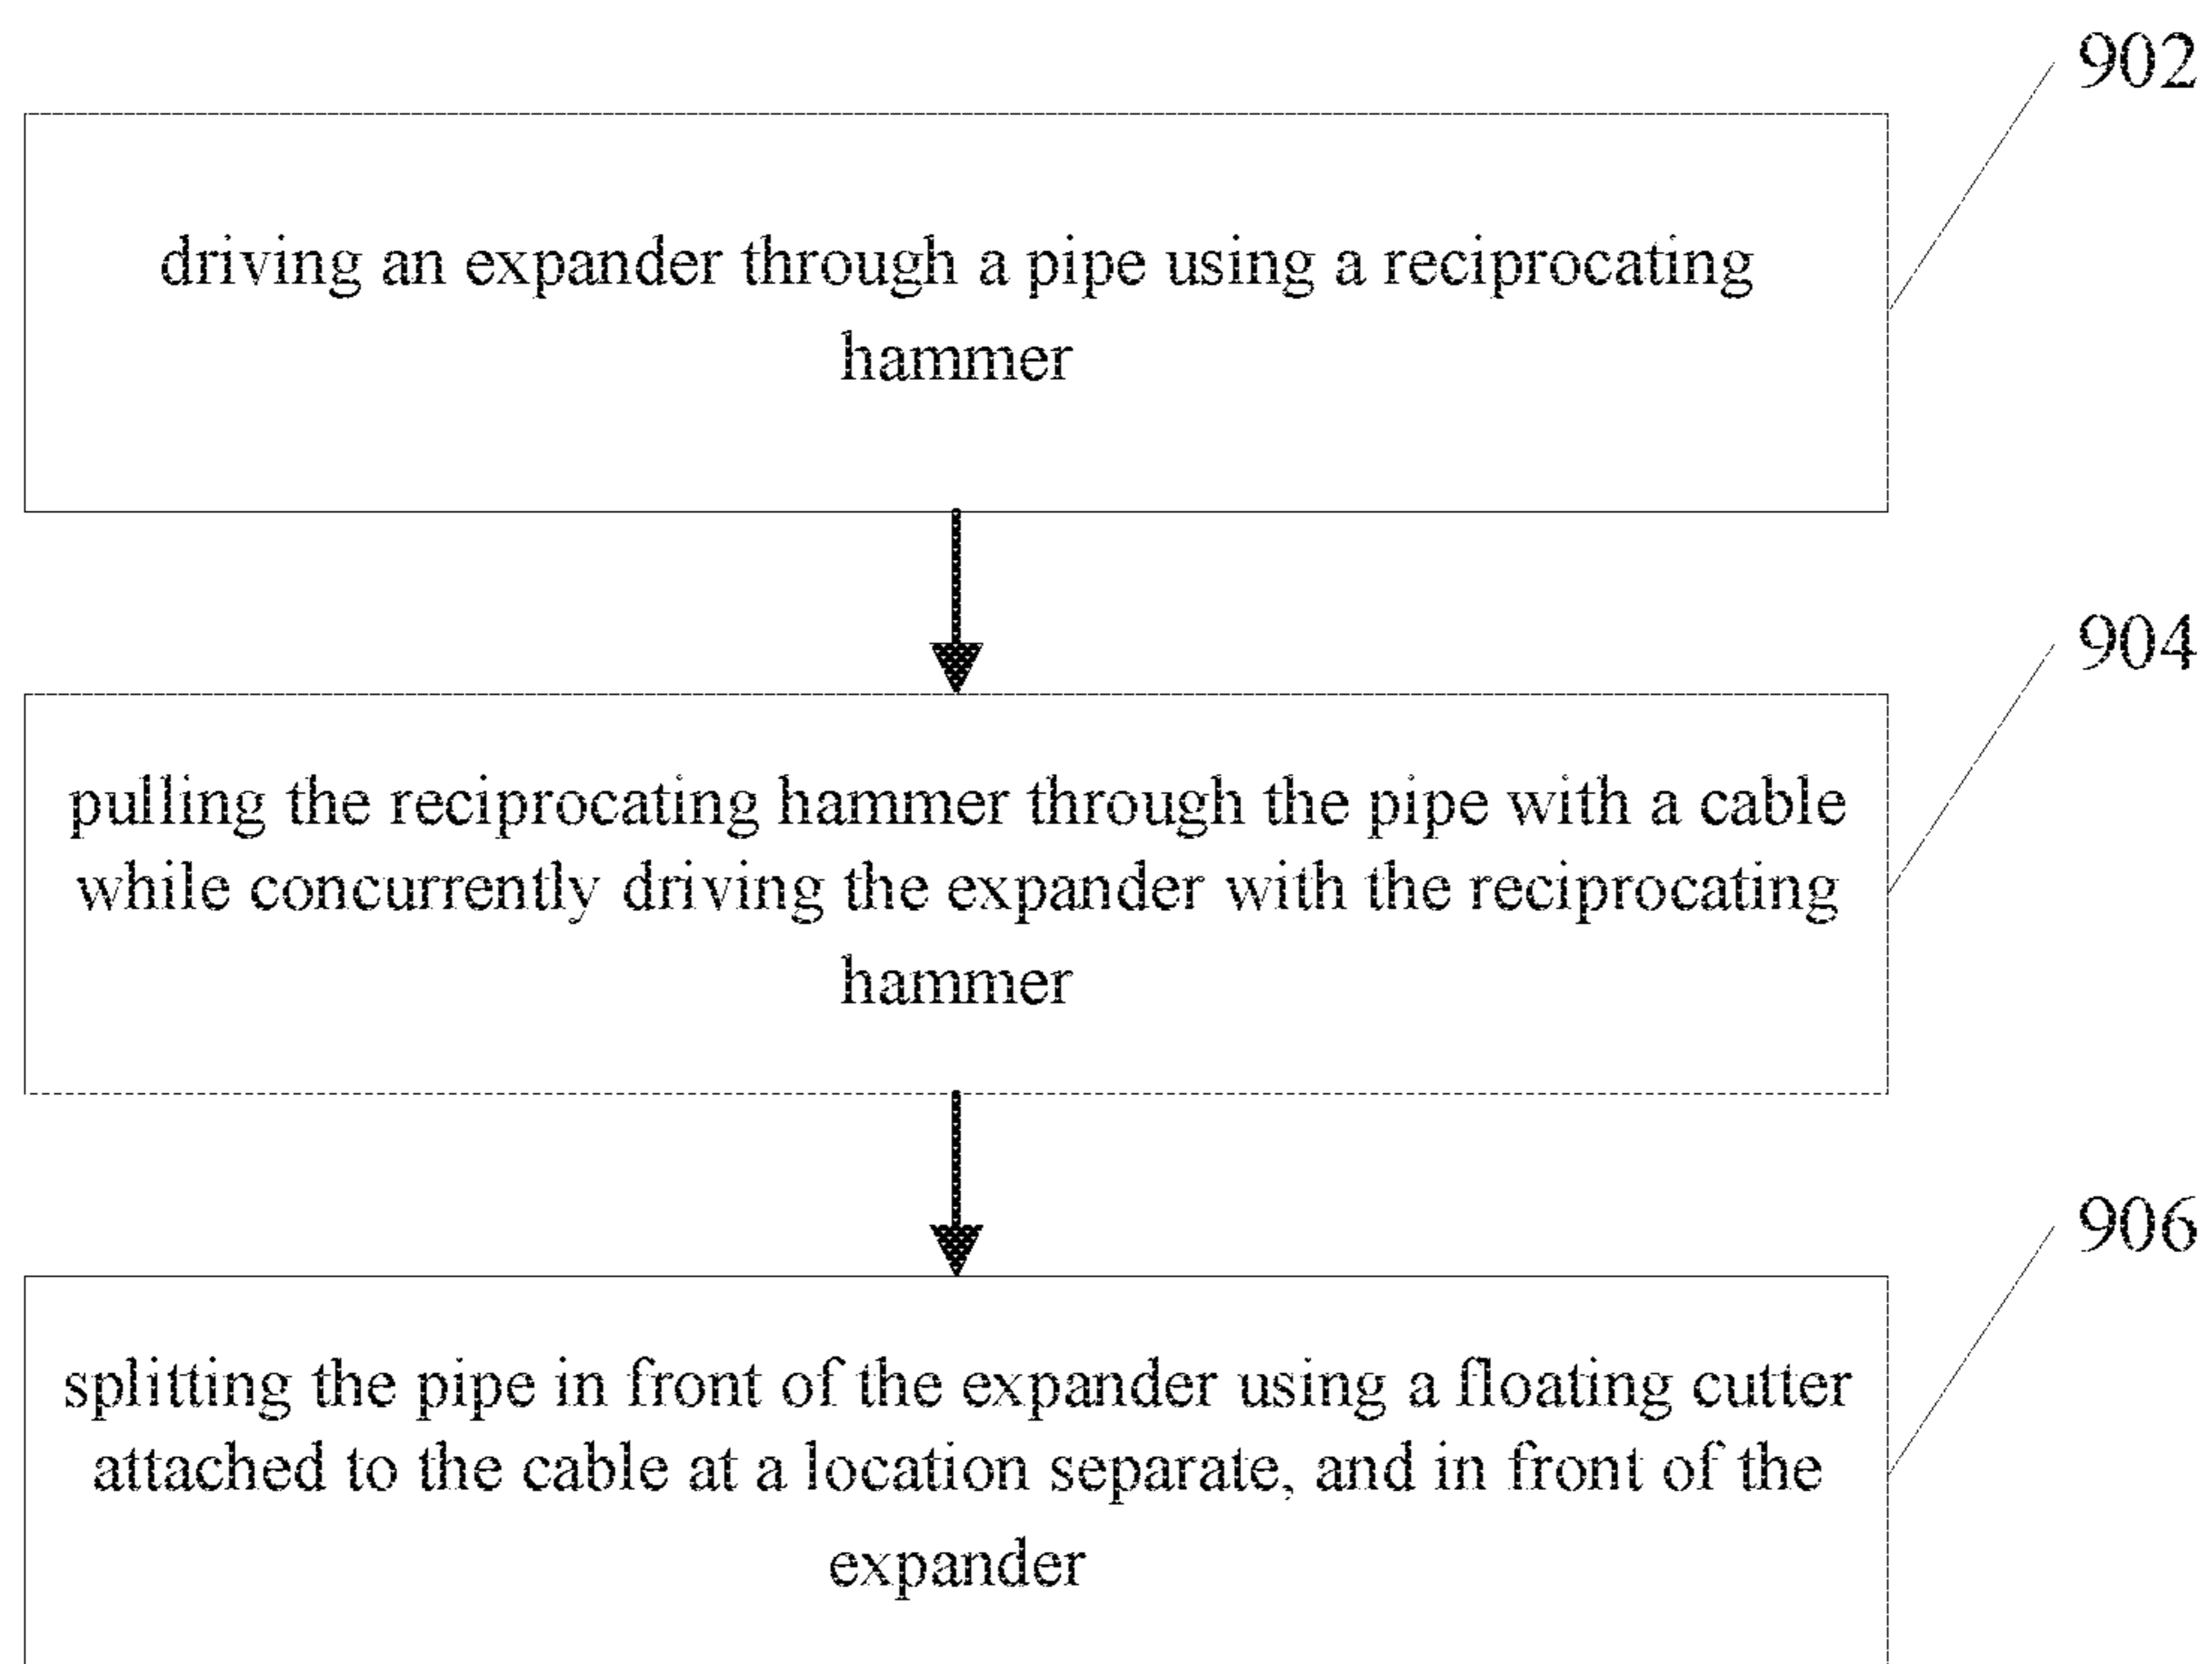 902
driving an expander through a pipe using a reciprocating
hammer
904
pulling the reciprocating hammer through the pipe with a cable
while concurrently driving the expander with the reciprocating
hammer
906
splitting the pipe in front of the expander using a floating cutter
attached to the cable at a location separate, and in front of the
expander